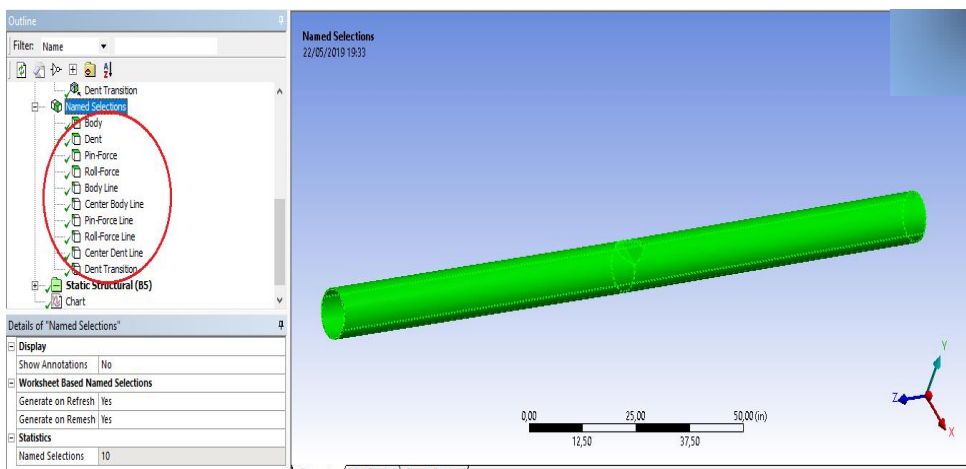 Outline
Filter: Name
Dent Transition
Named Selections
Body
Dent
Pin-Force
Roll-Force
Body Line
Center Body Line
Pin-Force Line
Roll-Force Line
Center Dent Line
Dent Transition
Static Structural (B5)
Chart
Details of "Named Selections"
Display
Show Annotations No
Worksheet Based Named Selections
Generate on Refresh Yes
Generate on Remesh Yes
Statistics
Named Selections 10
Named Selections
22/05/2019 19:33
0,00 25,00 50,00 (in)
12,50 37,50
Y
Z
X